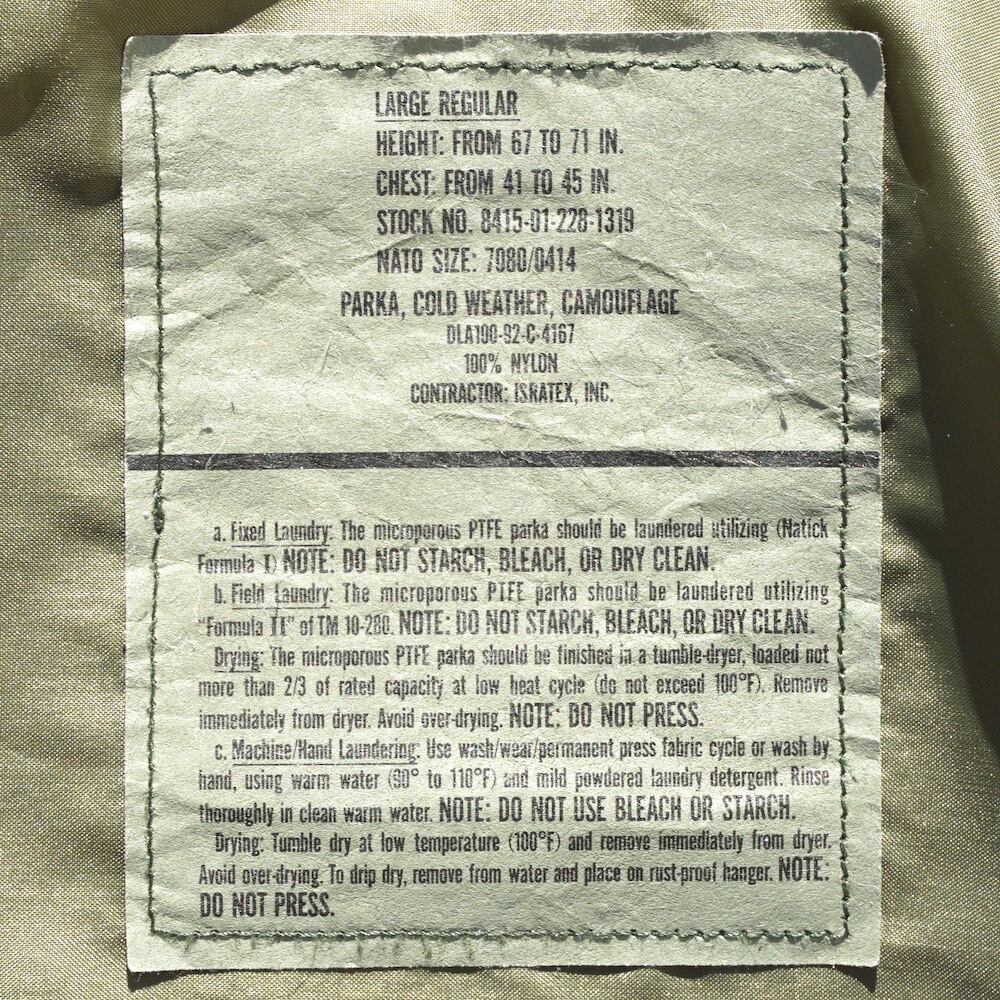 LARGE REGULAR
HEIGHT: FROM 67 TO 71 IN.
CHEST: FROM 41 TO 45 IN.
STOCK NO. 8415-01-228-1319
NATO SIZE: 7080/0414
PARKA, COLD WEATHER, CAMOUFLAGE
DLA100-92-C-4167
100% NYLON
CONTRACTOR: ISRATEX, INC.
a. Fixed Laundry: The microporous PTFE parka should be laundered utilizing (Natick
Formula I) NOTE: DO NOT STARCH, BLEACH, OR DRY CLEAN.
b. Field Laundry: The microporous PTFE parka should be laundered utilizing
"Formula II" of TM 10-280. NOTE: DO NOT STARCH, BLEACH, OR DRY CLEAN.
Drying: The microporous PTFE parka should be finished in a tumble-dryer, loaded not
more than 2/3 of rated capacity at low heat cycle (do not exceed 100°F). Remove
immediately from dryer. Avoid over-drying. NOTE: DO NOT PRESS.
c. Machine/Hand Laundering: Use wash/wear/permanent press fabric cycle or wash by
hand, using warm water (90° to 110°F) and mild powdered laundry detergent. Rinse
thoroughly in clean warm water. NOTE: DO NOT USE BLEACH OR STARCH.
Drying: Tumble dry at low temperature (100°F) and remove immediately from dryer.
Avoid over-drying. To drip dry, remove from water and place on rust-proof hanger. NOTE:
DO NOT PRESS.